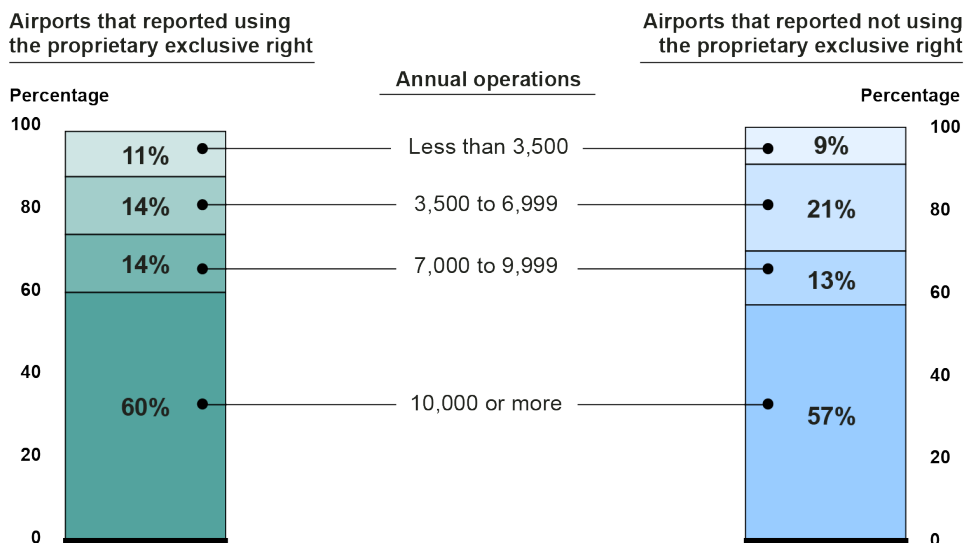 Airports that reported using
the proprietary exclusive right
Airports that reported not using
the proprietary exclusive right
Annual operations
Percentage
Percentage
100
80
60
40
20
0
11%
14%
14%
60%
Less than 3,500
3,500 to 6,999
7,000 to 9,999
10,000 or more
9%
21%
13%
57%
100
80
60
40
20
0